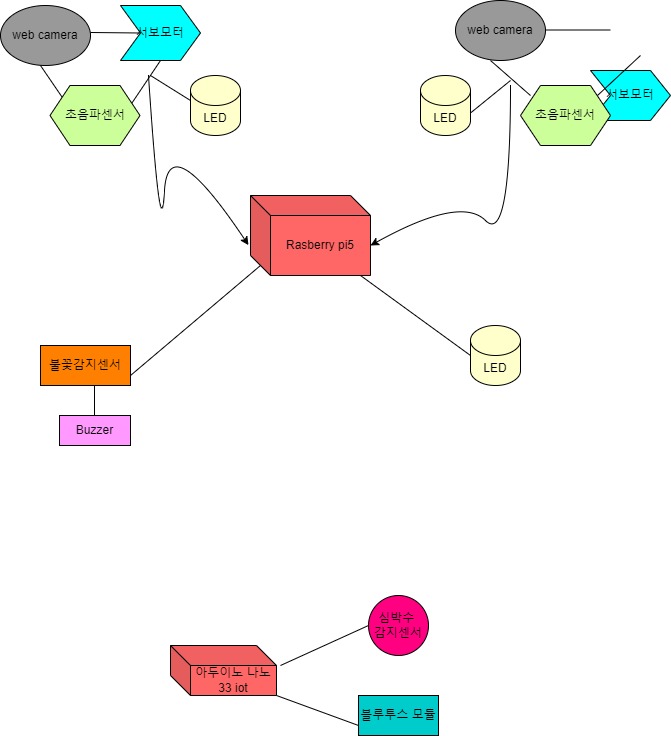 web camera
서보모터
초음파센서
LED
web camera
LED
초음파센서
서보모터
Rasberry pi5
불꽃감지센서
Buzzer
LED
심박수
감지센서
아두이노 나노
33 iot
블루투스 모듈